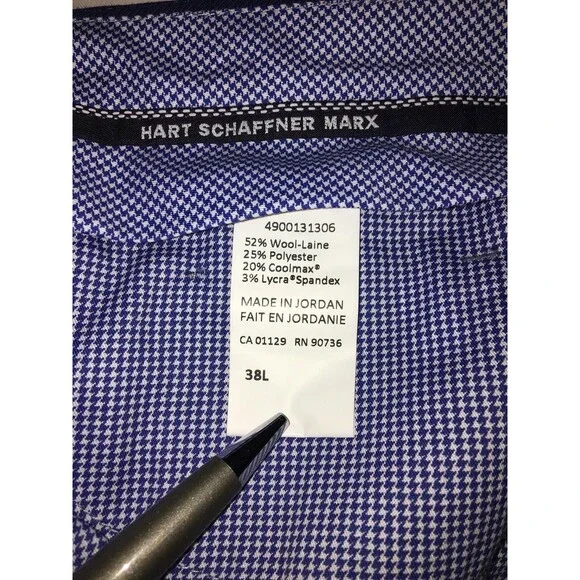 HART SCHAFFNER MARX
4900131306
52% Wool-Laine
25% Polyester
20% Coolmax®
3% Lycra®Spandex
MADE IN JORDAN
FAIT EN JORDANIE
CA 01129 RN 90736
38L